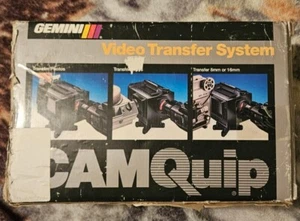 GEMINI
Video Transfer System
Transfer 8mm or 16mm
CAMQuip